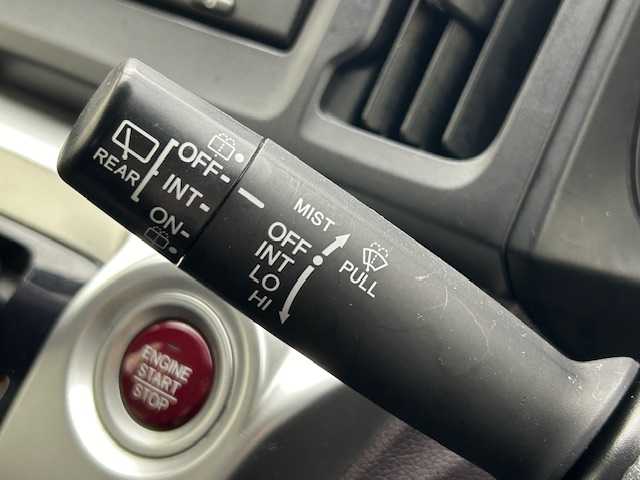 REAR
OFF-
INT-
ON-
MIST
OFF
INT
LO
HI
PULL
ENGINE
START
STOP